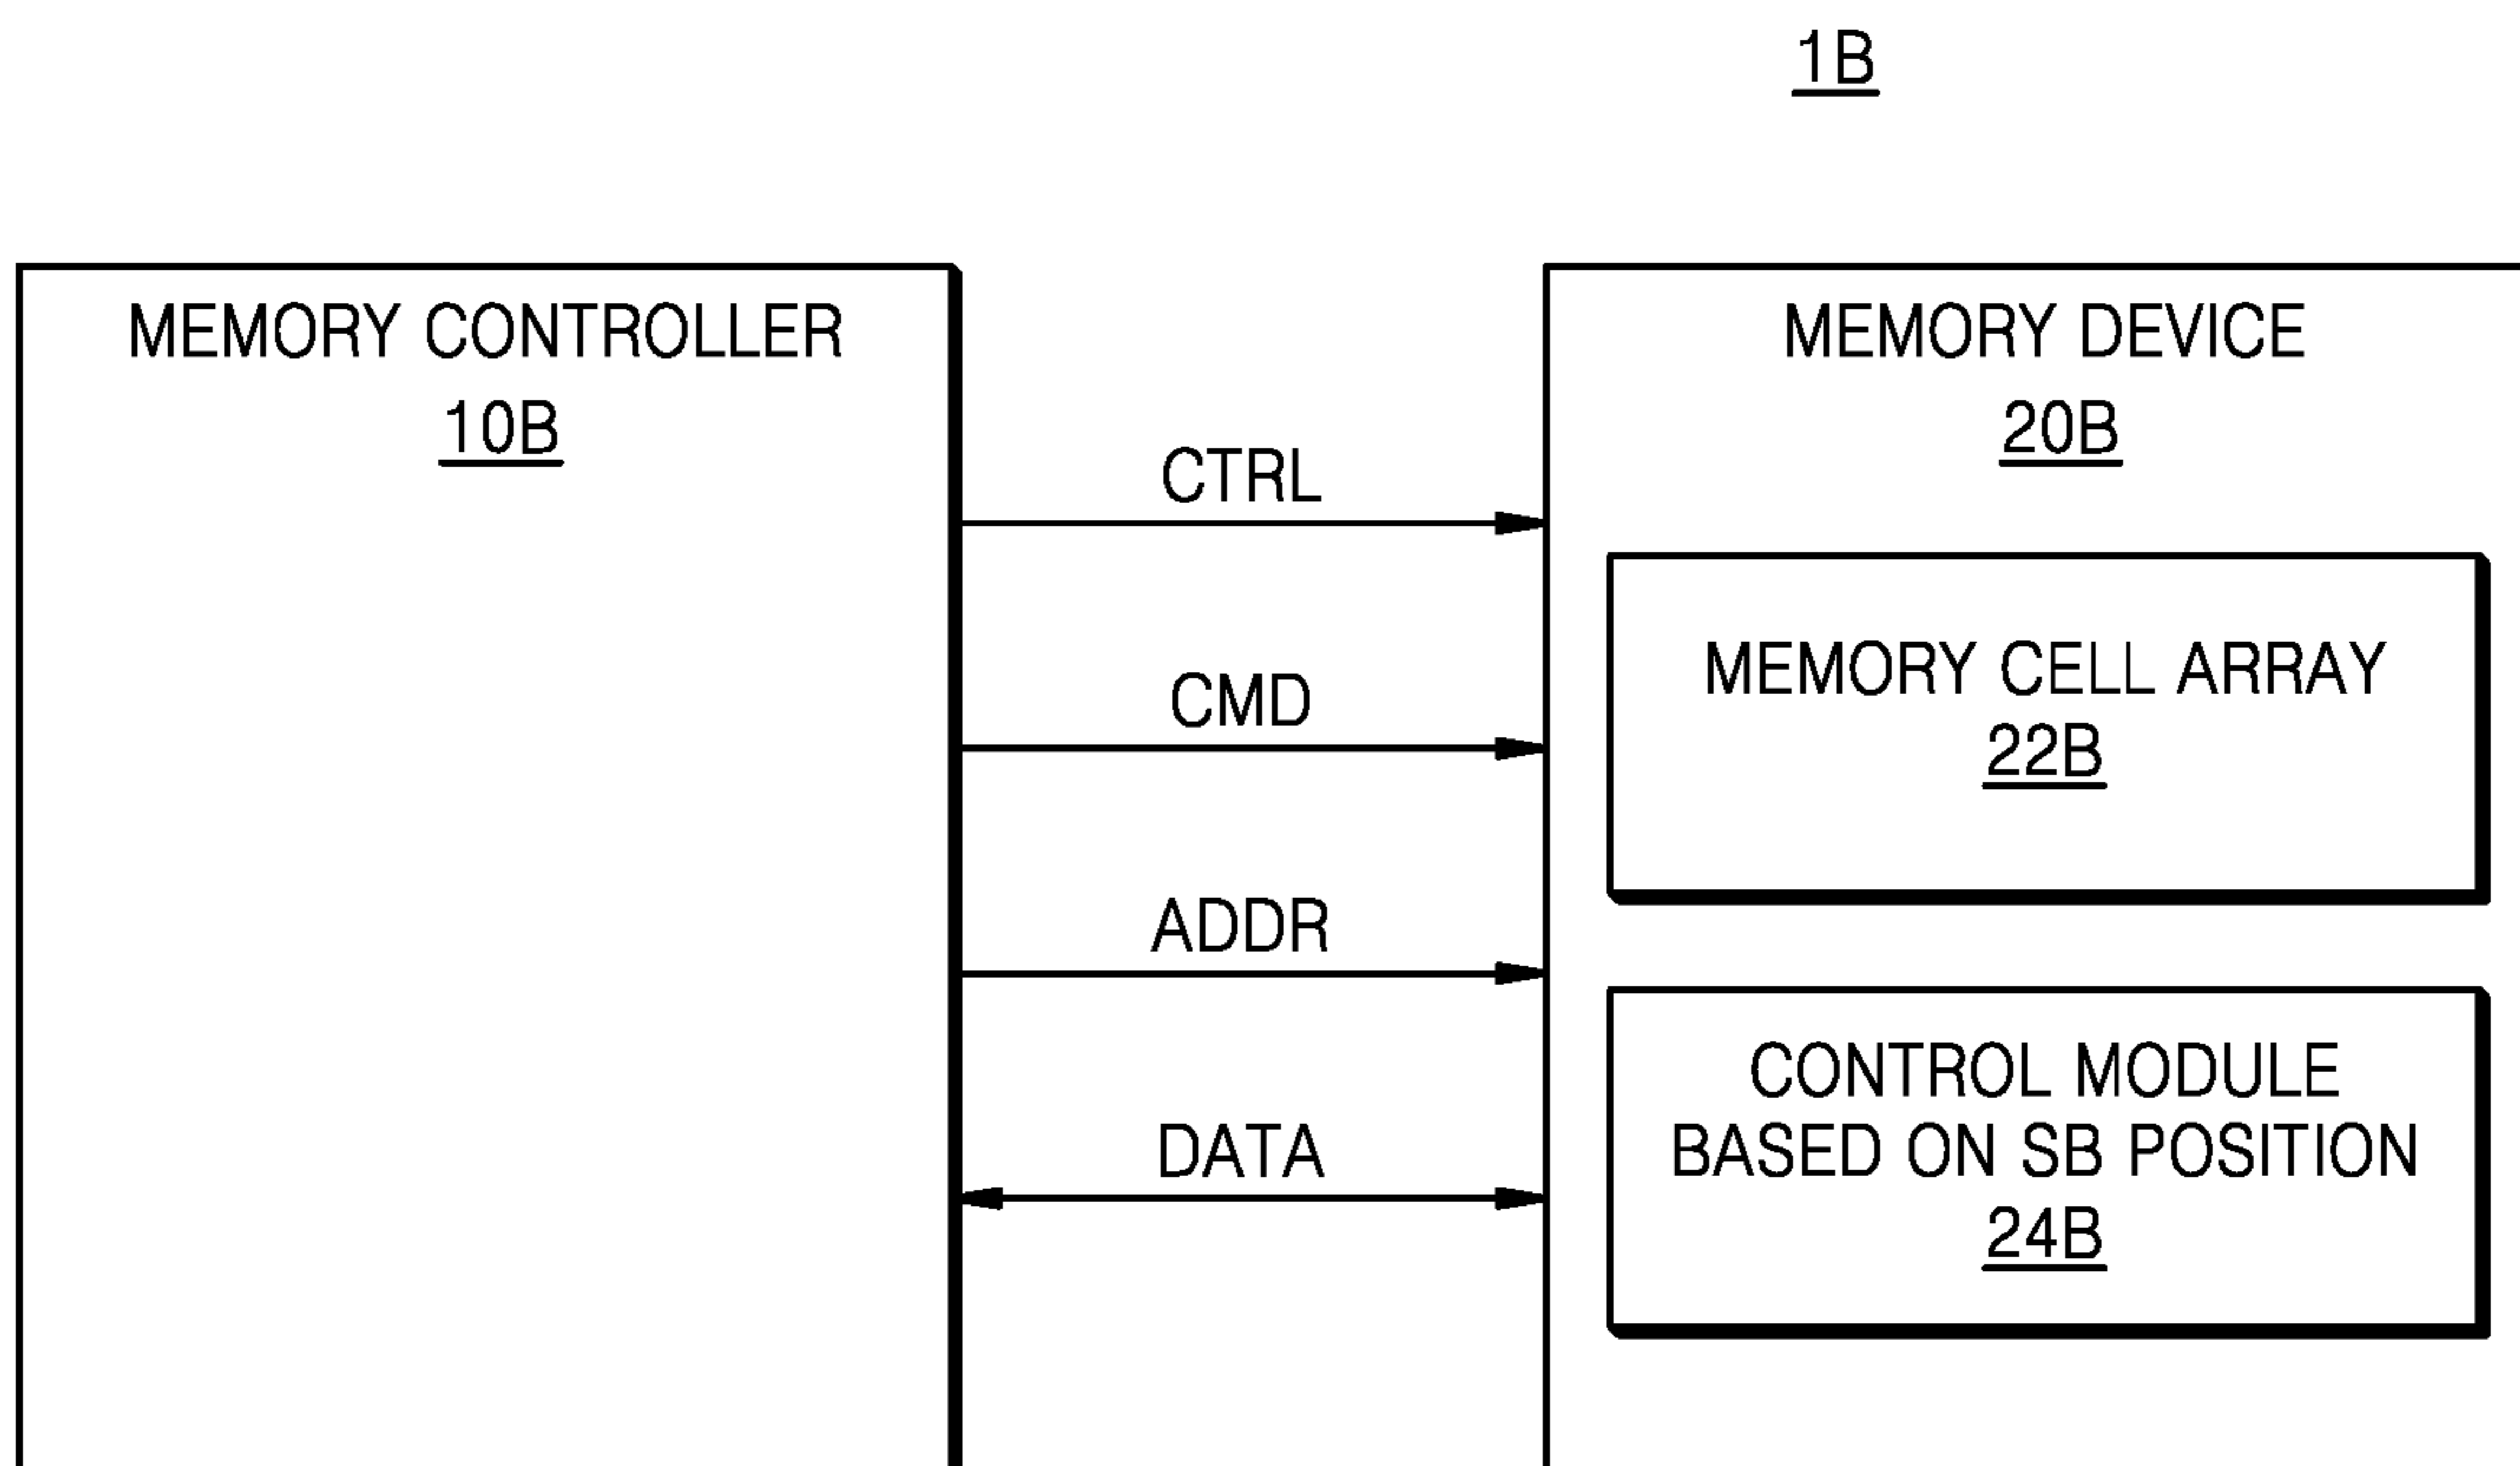 1B
MEMORY CONTROLLER
10B
MEMORY DEVICE
20B
CTRL
CMD
ADDR
DATA
MEMORY CELL ARRAY
22B
CONTROL MODULE
BASED ON SB POSITION
24B